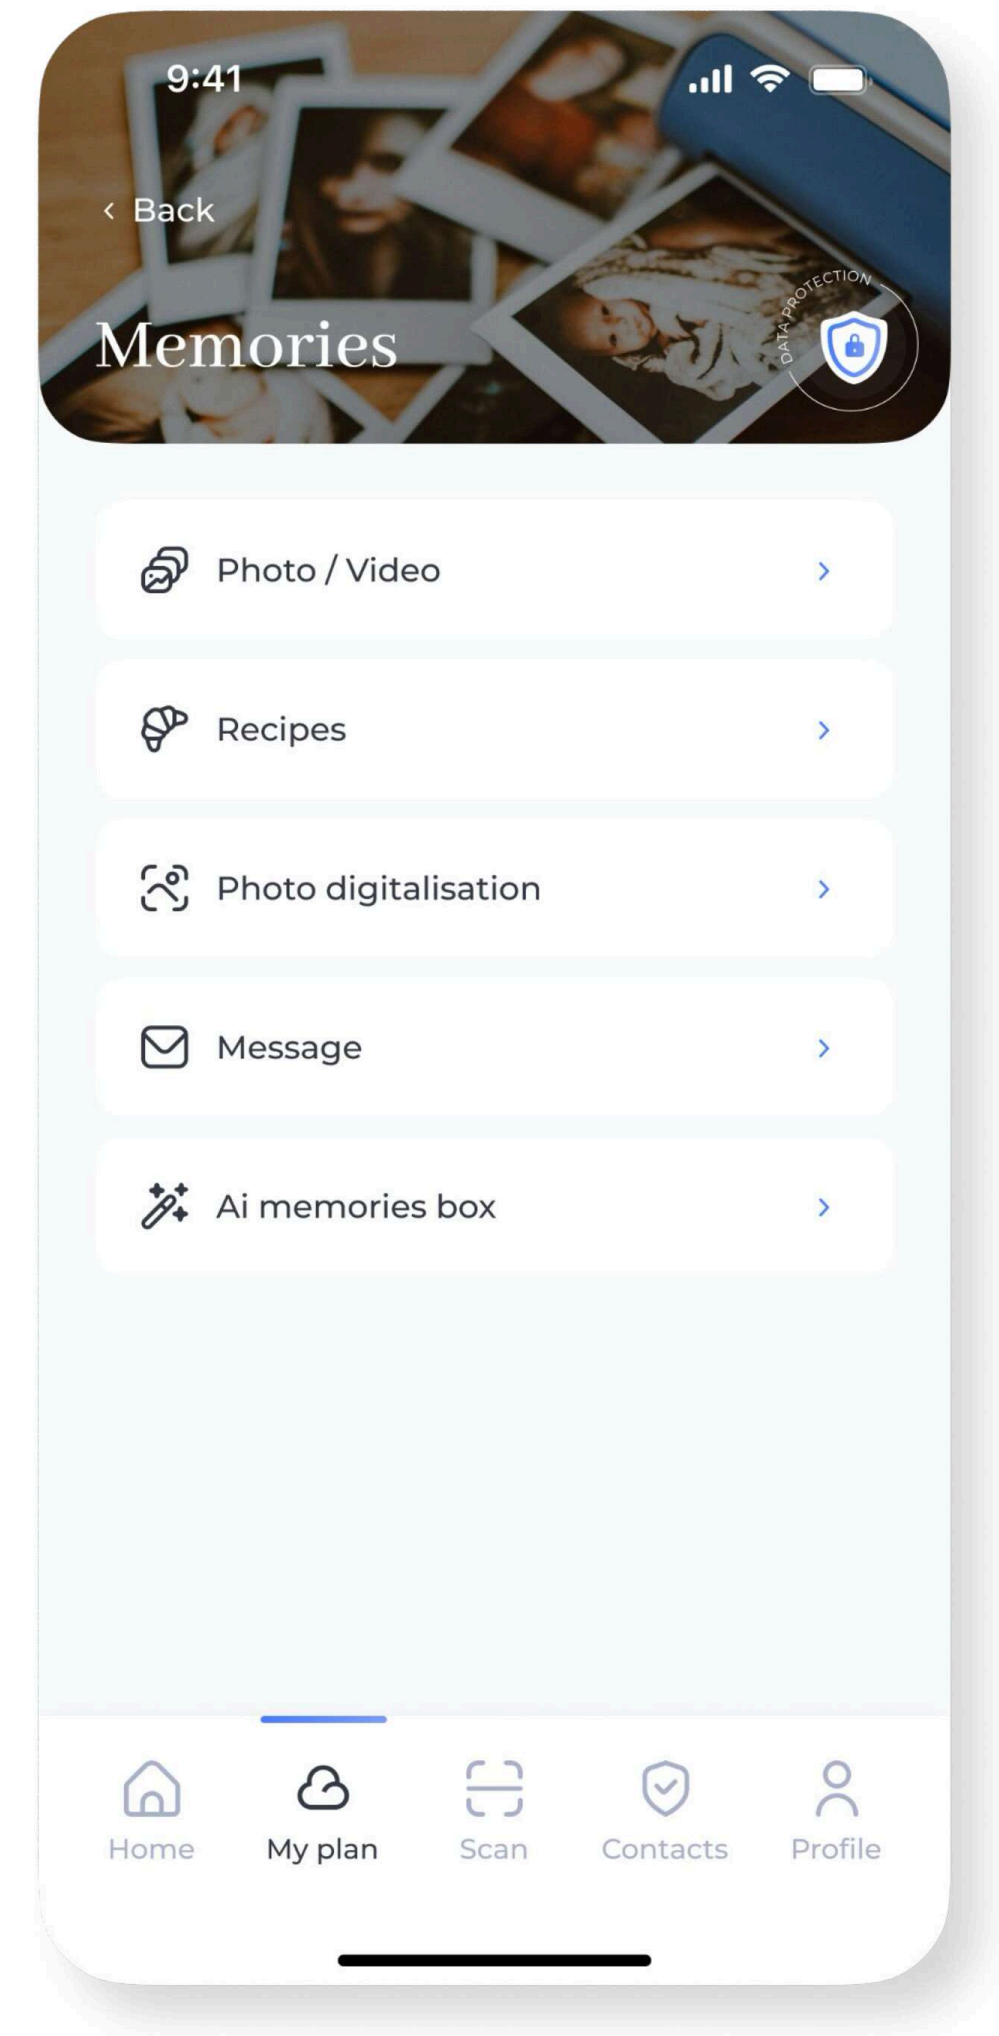 9:41
Back
Memories
DATA PROTECTION
Photo / Video
Recipes
Photo digitalisation
Message
Ai memories box
Home
My plan
Scan
Contacts
Profile